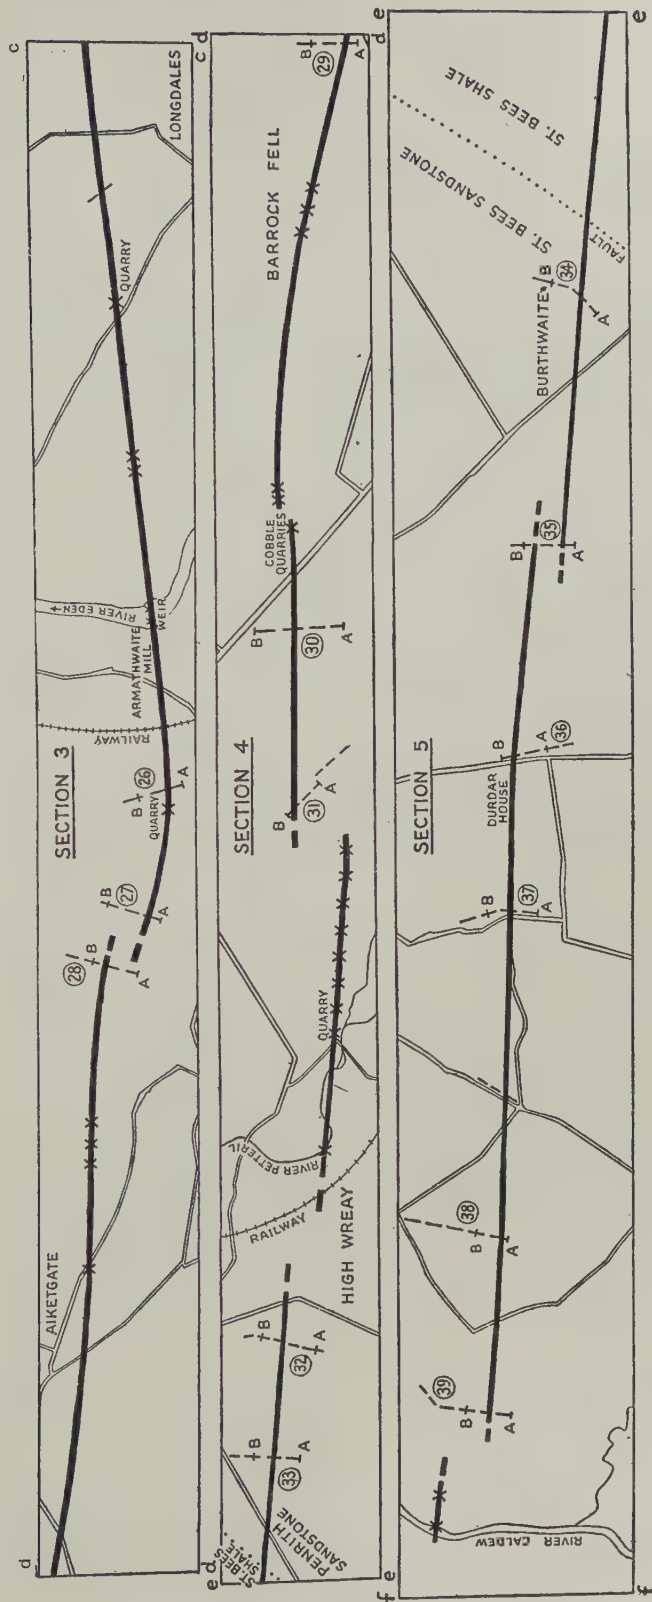 SECTION 3
d
c
d
c
AIKETGATE
28
B
A
27
B
A
QUARRY
26
B
A
RAILWAY
ARMATHWAITE
MILL
WEIR
RIVER EDEN
QUARRY
LONGDALES
SECTION 4
e
d
e
d
d
ST. BEES
SHALES
PENRITH
SANDSTONE
33
B
A
32
B
A
HIGH WREAY
RAILWAY
RIVER PETTERIL
QUARRY
31
B
A
30
B
A
COBBLE
QUARRIES
BARROCK FELL
29
B
A
SECTION 5
f
e
f
e
RIVER CALDEW
39
B
A
38
B
A
37
B
A
DURDAR
HOUSE
36
B
A
35
B
A
BURTHWAITE
34
B
A
FAULT
ST. BEES SANDSTONE
ST. BEES SHALE